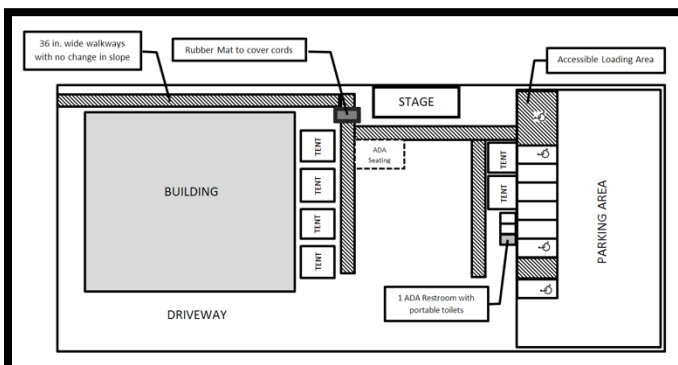 36 in. wide walkways
with no change in slope
Rubber Mat to cover cords
Accessible Loading Area
STAGE
ADA
Seating
TENT
TENT
TENT
TENT
TENT
TENT
BUILDING
PARKING AREA
1 ADA Restroom with
portable toilets
DRIVEWAY